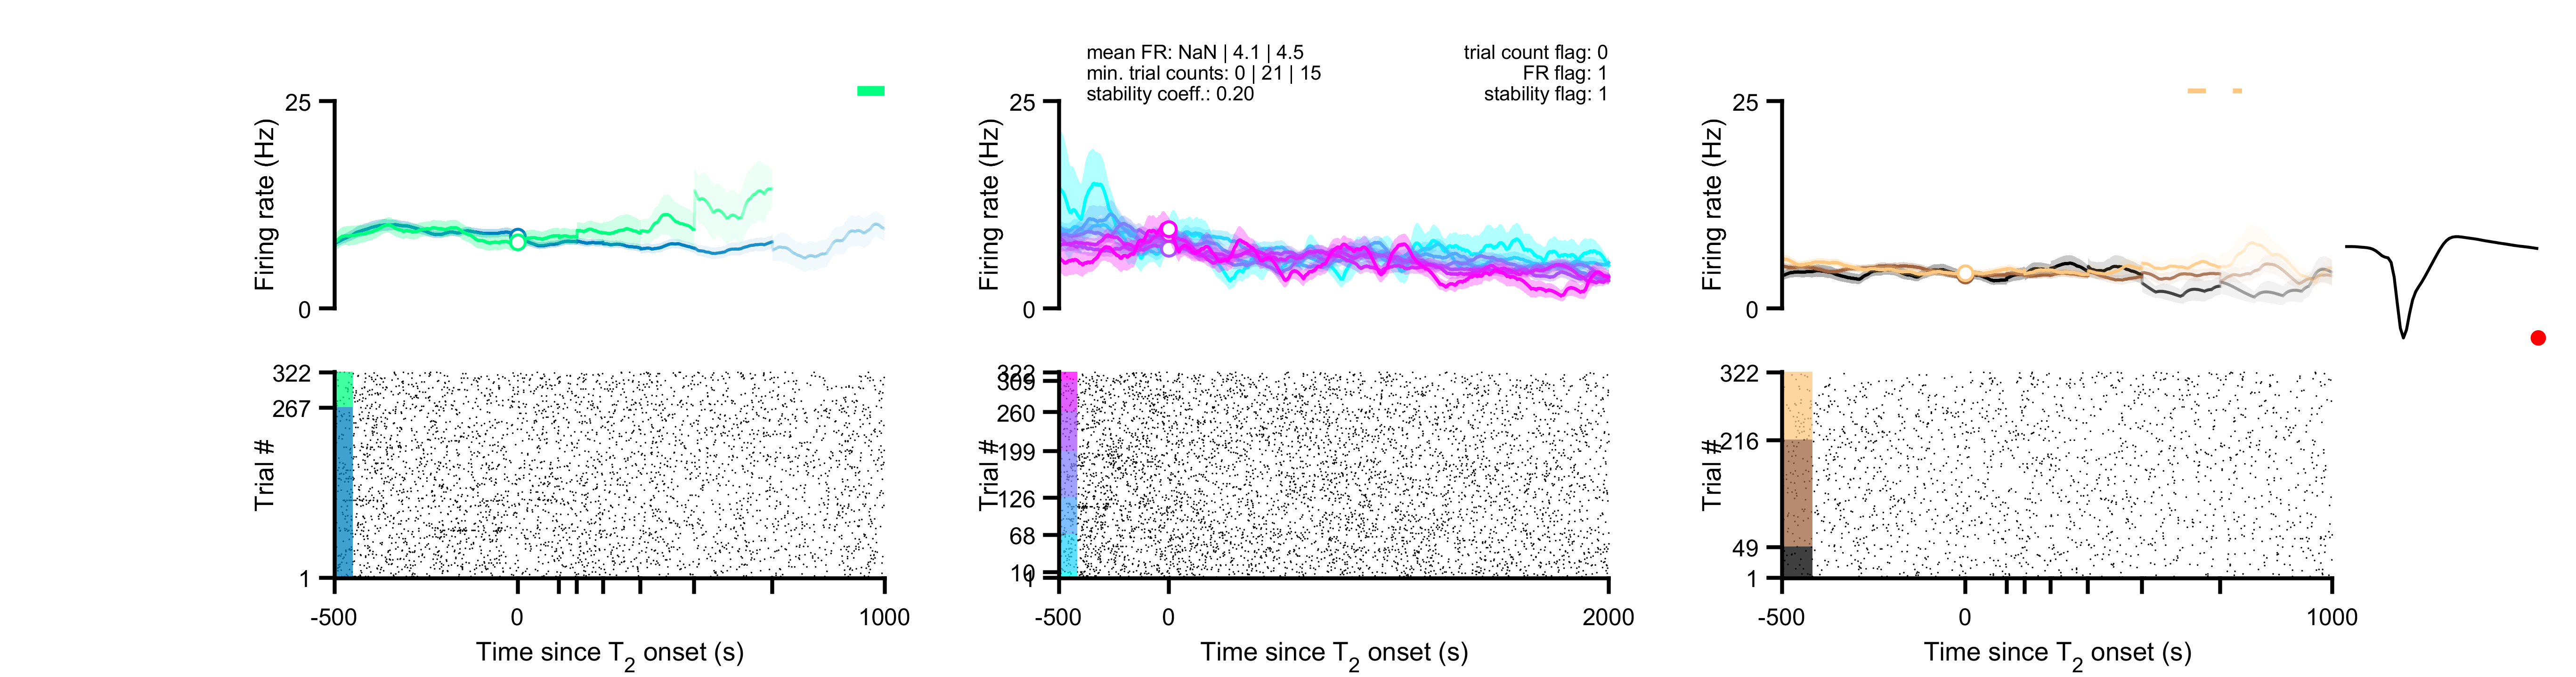 mean FR: NaN | 4.1 | 4.5
min. trial counts: 0 | 21 | 15
stability coeff.: 0.20
trial count flag: 0
FR flag: 1
stability flag: 1
25
0
Firing rate (Hz)
322
267
1
Trial #
-500
0
1000
Time since T2 onset (s)
25
0
Firing rate (Hz)
322
309
260
199
126
68
10
1
Trial #
-500
0
2000
Time since T2 onset (s)
25
0
Firing rate (Hz)
322
216
49
1
Trial #
-500
0
1000
Time since T2 onset (s)